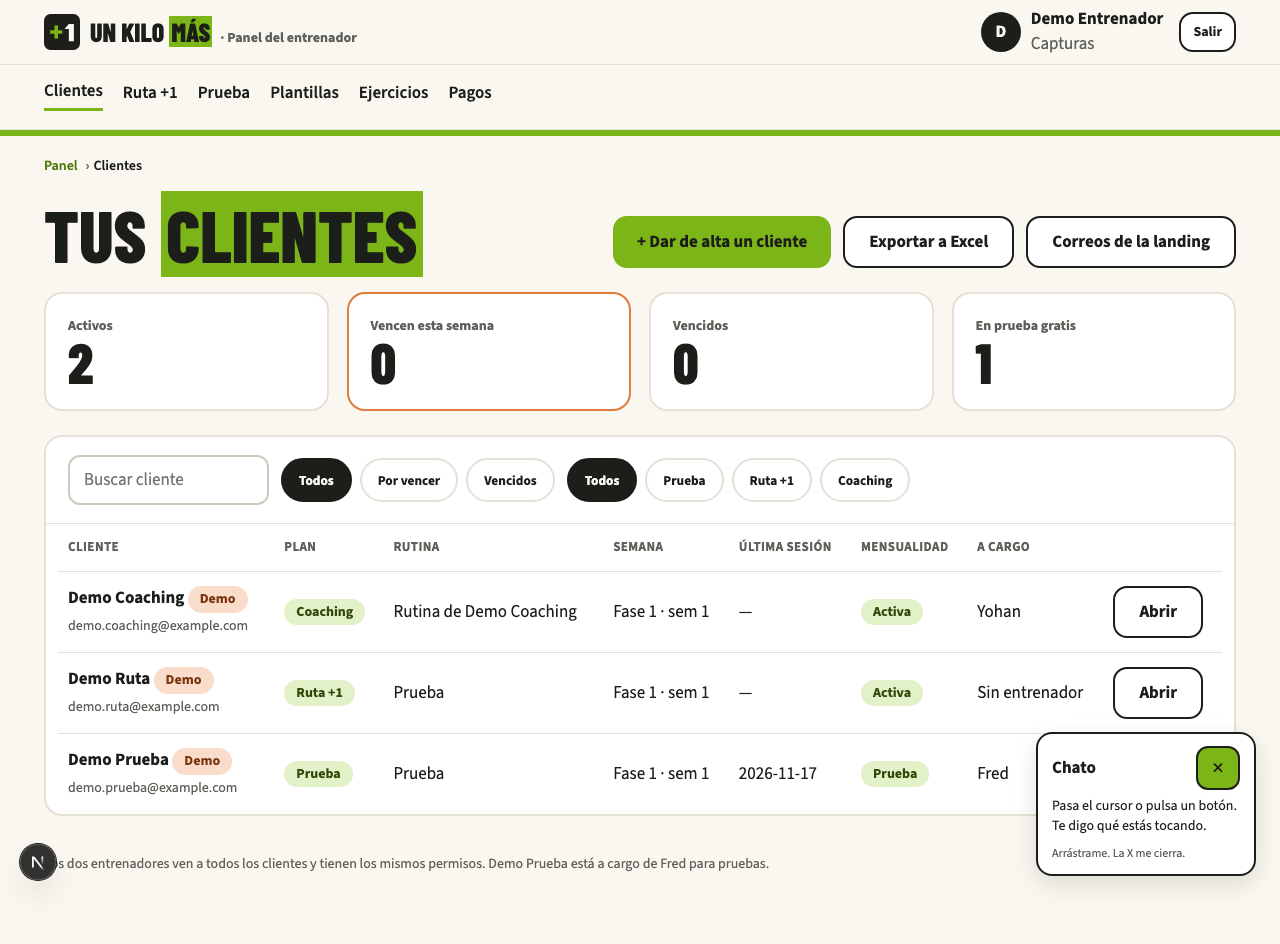 +1 UN KILO MÁS · Panel del entrenador
D Demo Entrenador
Capturas
Salir
Clientes Ruta +1 Prueba Plantillas Ejercicios Pagos
Panel › Clientes
TUS CLIENTES
+ Dar de alta un cliente Exportar a Excel Correos de la landing
Activos Vencen esta semana Vencidos En prueba gratis
2 0 0 1
Buscar cliente Todos Por vencer Vencidos Todos Prueba Ruta +1 Coaching
CLIENTE PLAN RUTINA SEMANA ÚLTIMA SESIÓN MENSUALIDAD A CARGO
Demo Coaching Demo
demo.coaching@example.com
Coaching Rutina de Demo Coaching Fase 1 · sem 1 — Activa Yohan Abrir
Demo Ruta Demo
demo.ruta@example.com
Ruta +1 Prueba Fase 1 · sem 1 — Activa Sin entrenador Abrir
Demo Prueba Demo
demo.prueba@example.com
Prueba Prueba Fase 1 · sem 1 2026-11-17 Prueba Fred
Chato ×
Pasa el cursor o pulsa un botón.
Te digo qué estás tocando.
Arrástrame. La X me cierra.
N
dos entrenadores ven a todos los clientes y tienen los mismos permisos. Demo Prueba está a cargo de Fred para pruebas.